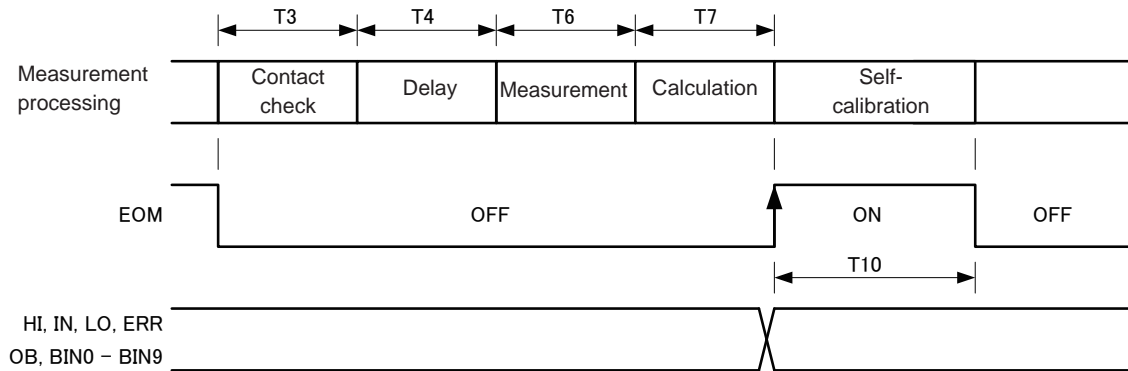 T3 T4 T6 T7
Measurement
processing
Contact
check
Delay
Measurement
Calculation
Self-
calibration
EOM OFF ON OFF
T10
HI, IN, LO, ERR
OB, BIN0 − BIN9